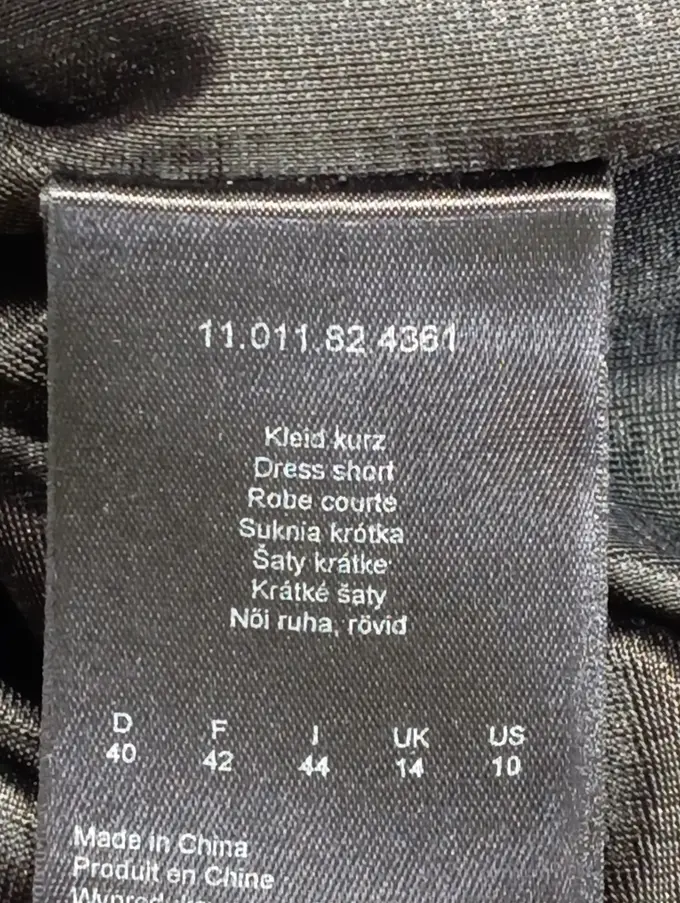 11.011.82.4361
Kleid kurz
Dress short
Robe courte
Suknia krótka
Šaty krátke
Krátké šaty
Női ruha, rövid
D F I UK US
40 42 44 14 10
Made in China
Produit en Chine